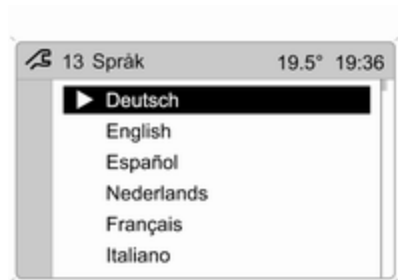 13 Språk 19.5° 19:36
Deutsch
English
Español
Nederlands
Français
Italiano